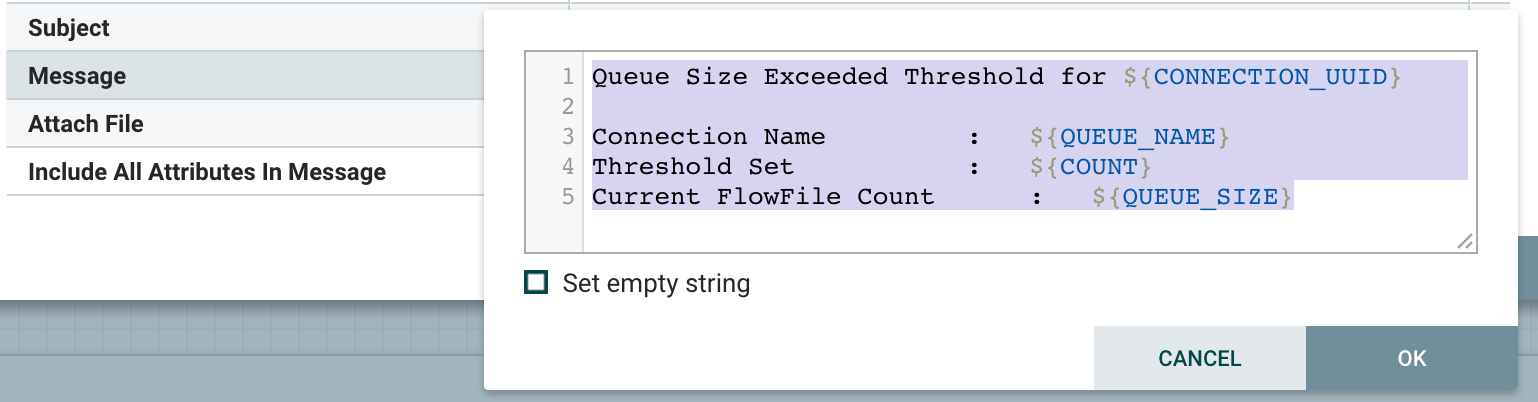 Subject
Message
Attach File
Include All Attributes In Message
1 Queue Size Exceeded Threshold for ${CONNECTION_UUID}
2
3 Connection Name : ${QUEUE_NAME}
4 Threshold Set : ${COUNT}
5 Current FlowFile Count : ${QUEUE_SIZE}
Set empty string
CANCEL OK